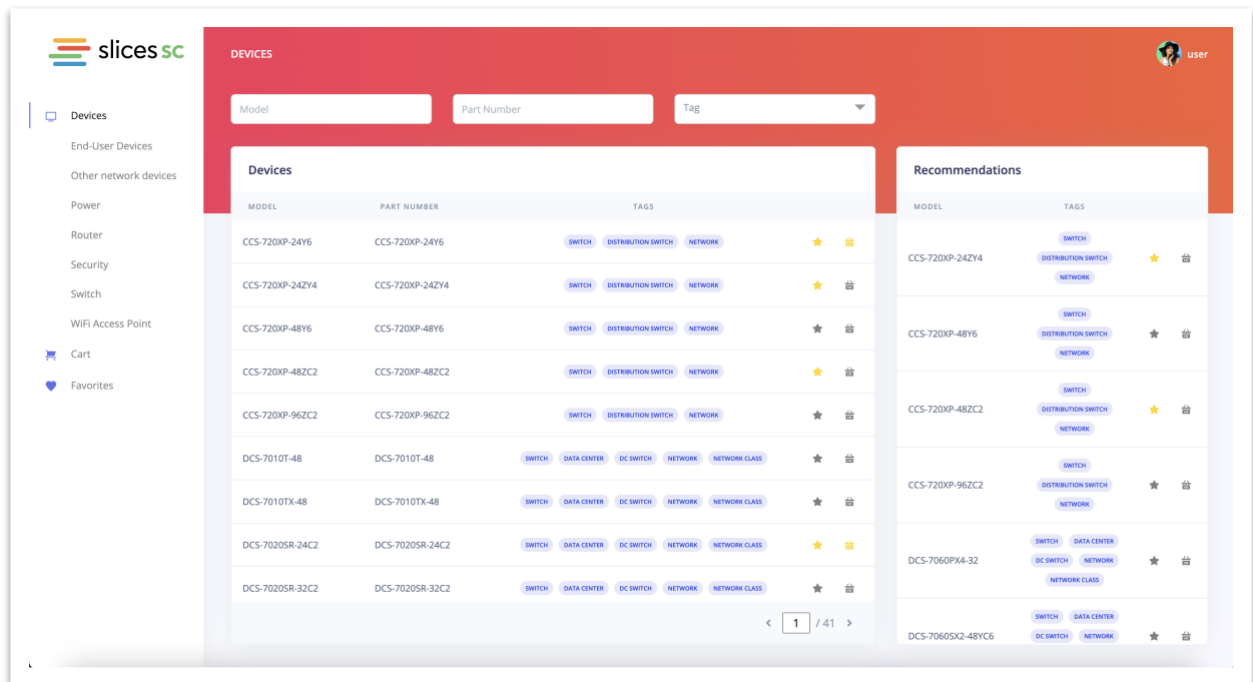 slices sc
DEVICES
user
Model
Part Number
Tag
Devices
End-User Devices
Other network devices
Power
Router
Security
Switch
WiFi Access Point
Cart
Favorites
Devices
MODEL PART NUMBER TAGS
CCS-720XP-24Y6 CCS-720XP-24Y6 SWITCH DISTRIBUTION SWITCH NETWORK
CCS-720XP-24ZY4 CCS-720XP-24ZY4 SWITCH DISTRIBUTION SWITCH NETWORK
CCS-720XP-48Y6 CCS-720XP-48Y6 SWITCH DISTRIBUTION SWITCH NETWORK
CCS-720XP-48ZC2 CCS-720XP-48ZC2 SWITCH DISTRIBUTION SWITCH NETWORK
CCS-720XP-96ZC2 CCS-720XP-96ZC2 SWITCH DISTRIBUTION SWITCH NETWORK
DCS-7010T-48 DCS-7010T-48 SWITCH DATA CENTER DC SWITCH NETWORK NETWORK CLASS
DCS-7010TX-48 DCS-7010TX-48 SWITCH DATA CENTER DC SWITCH NETWORK NETWORK CLASS
DCS-7020SR-24C2 DCS-7020SR-24C2 SWITCH DATA CENTER DC SWITCH NETWORK NETWORK CLASS
DCS-7020SR-32C2 DCS-7020SR-32C2 SWITCH DATA CENTER DC SWITCH NETWORK NETWORK CLASS
1 / 41
Recommendations
MODEL TAGS
SWITCH
CCS-720XP-24ZY4 DISTRIBUTION SWITCH
NETWORK
SWITCH
CCS-720XP-48Y6 DISTRIBUTION SWITCH
NETWORK
SWITCH
CCS-720XP-48ZC2 DISTRIBUTION SWITCH
NETWORK
SWITCH
CCS-720XP-96ZC2 DISTRIBUTION SWITCH
NETWORK
SWITCH DATA CENTER
DCS-7060PX4-32 DC SWITCH NETWORK
NETWORK CLASS
SWITCH DATA CENTER
DCS-7060SX2-48YC6 DC SWITCH NETWORK